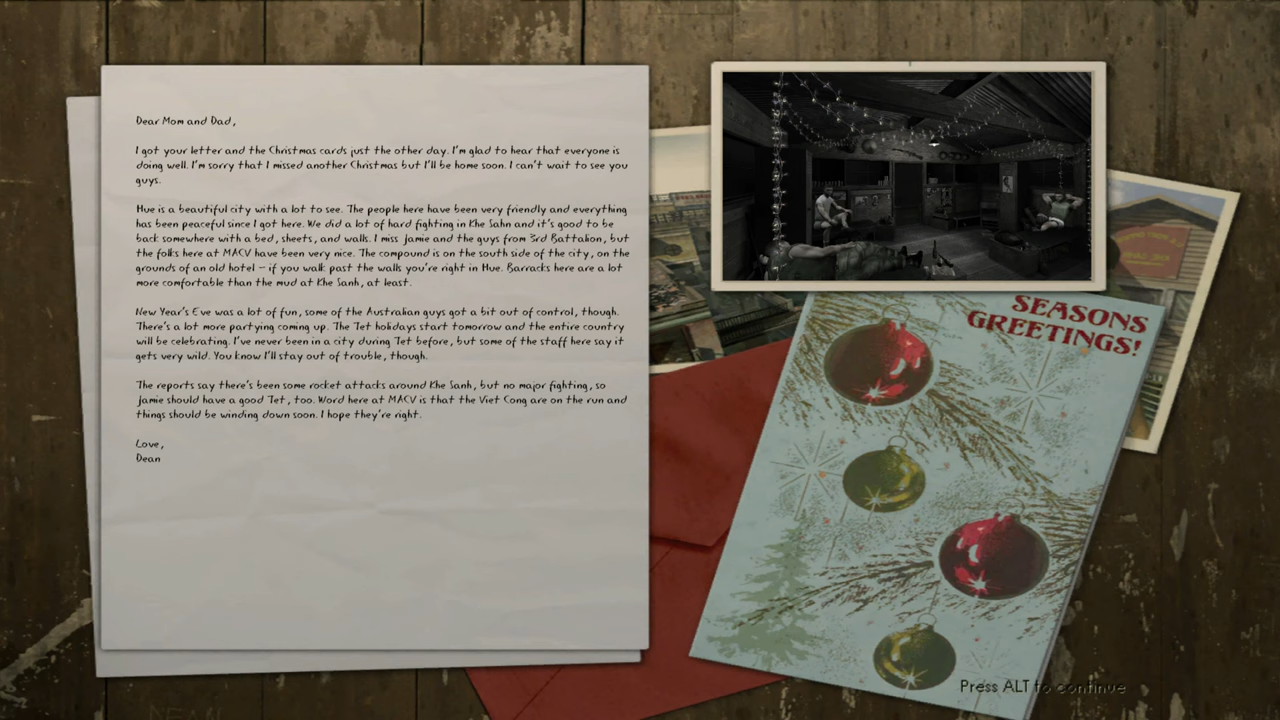 Dear Mom and Dad,
I got your letter and the Christmas cards just the other day. I'm glad to hear that everyone is
doing well. I'm sorry that I missed another Christmas but I'll be home soon. I can't wait to see you
guys.
Hue is a beautiful city with a lot to see. The people here have been very friendly and everything
has been peaceful since I got here. We did a lot of hard fighting in Khe Sahn and it's good to be
back somewhere with a bed, sheets, and walls. I miss Jamie and the guys from 3rd Battalion, but
the folks here at MACV have been very nice. The compound is on the south side of the city, on the
grounds of an old hotel – if you walk past the walls you're right in Hue. Barracks here are a lot
more comfortable than the mud at Khe Sanh, at least.
New Year's Eve was a lot of fun, some of the Australian guys got a bit out of control, though.
There's a lot more partying coming up. The Tet holidays start tomorrow and the entire country
will be celebrating. I've never been in a city during Tet before, but some of the staff here say it
gets very wild. You know I'll stay out of trouble, though.
The reports say there's been some rocket attacks around Khe Sanh, but no major fighting, so
Jamie should have a good Tet, too. Word here at MACV is that the Viet Cong are on the run and
things should be winding down soon. I hope they're right.
Love,
Dean
SEASONS
GREETINGS!
Press ALT to continue